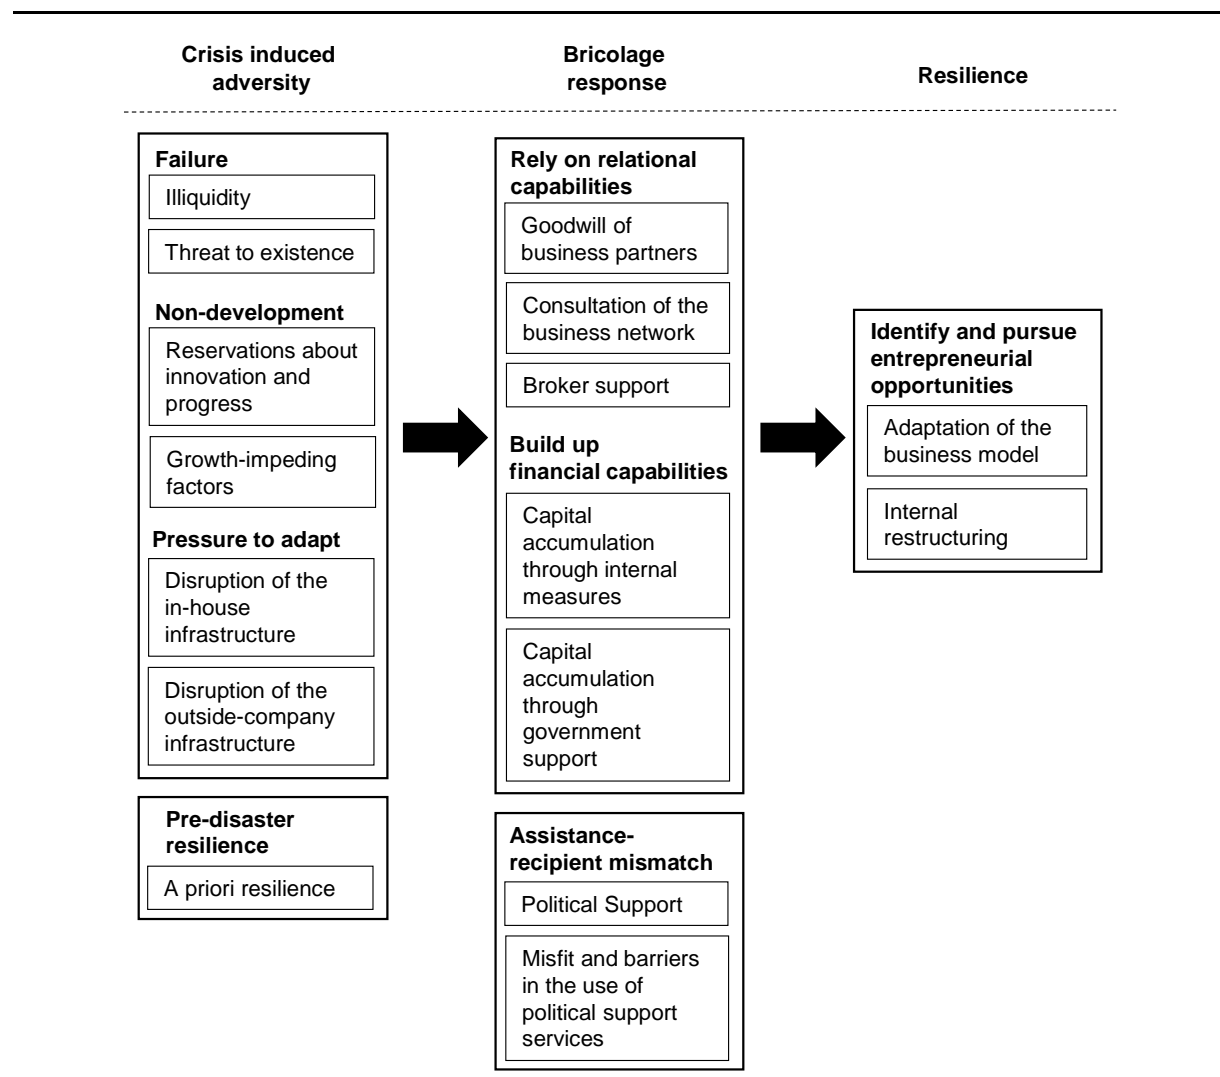 Crisis induced
adversity
Bricolage
response
Resilience
Failure
Illiquidity
Threat to existence
Non-development
Reservations about
innovation and
progress
Growth-impeding
factors
Pressure to adapt
Disruption of the
in-house
infrastructure
Disruption of the
outside-company
infrastructure
Pre-disaster
resilience
A priori resilience
Rely on relational
capabilities
Goodwill of
business partners
Consultation of the
business network
Broker support
Build up
financial capabilities
Capital
accumulation
through internal
measures
Capital
accumulation
through
government
support
Assistance-
recipient mismatch
Political Support
Misfit and barriers
in the use of
political support
services
Identify and pursue
entrepreneurial
opportunities
Adaptation of the
business model
Internal
restructuring